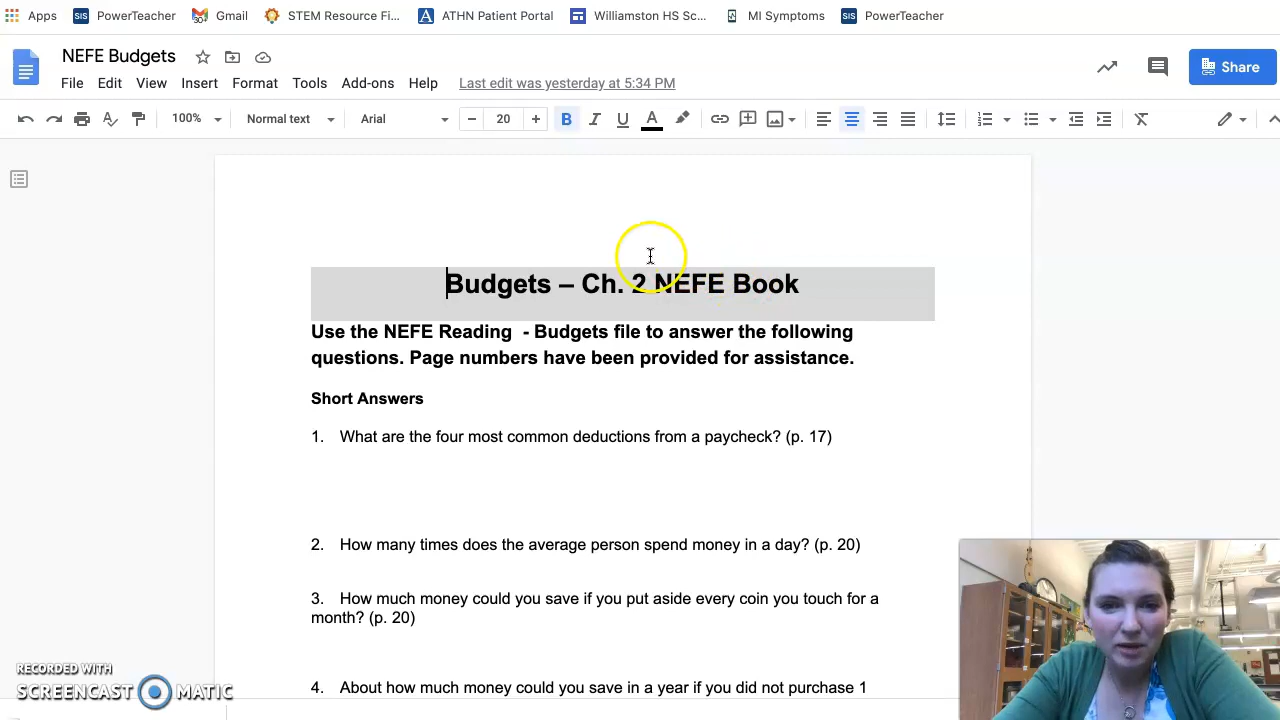 Apps PowerTeacher Gmail STEM Resource Fi... ATHN Patient Portal Williamston HS Sc... MI Symptoms PowerTeacher
NEFE Budgets
File Edit View Insert Format Tools Add-ons Help Last edit was yesterday at 5:34 PM
Share
100% Normal text Arial 20 B I U A
Budgets – Ch. 2 NEFE Book
Use the NEFE Reading - Budgets file to answer the following
questions. Page numbers have been provided for assistance.
Short Answers
1. What are the four most common deductions from a paycheck? (p. 17)
2. How many times does the average person spend money in a day? (p. 20)
3. How much money could you save if you put aside every coin you touch for a
month? (p. 20)
4. About how much money could you save in a year if you did not purchase 1
RECORDED WITH
SCREENCAST MATIC